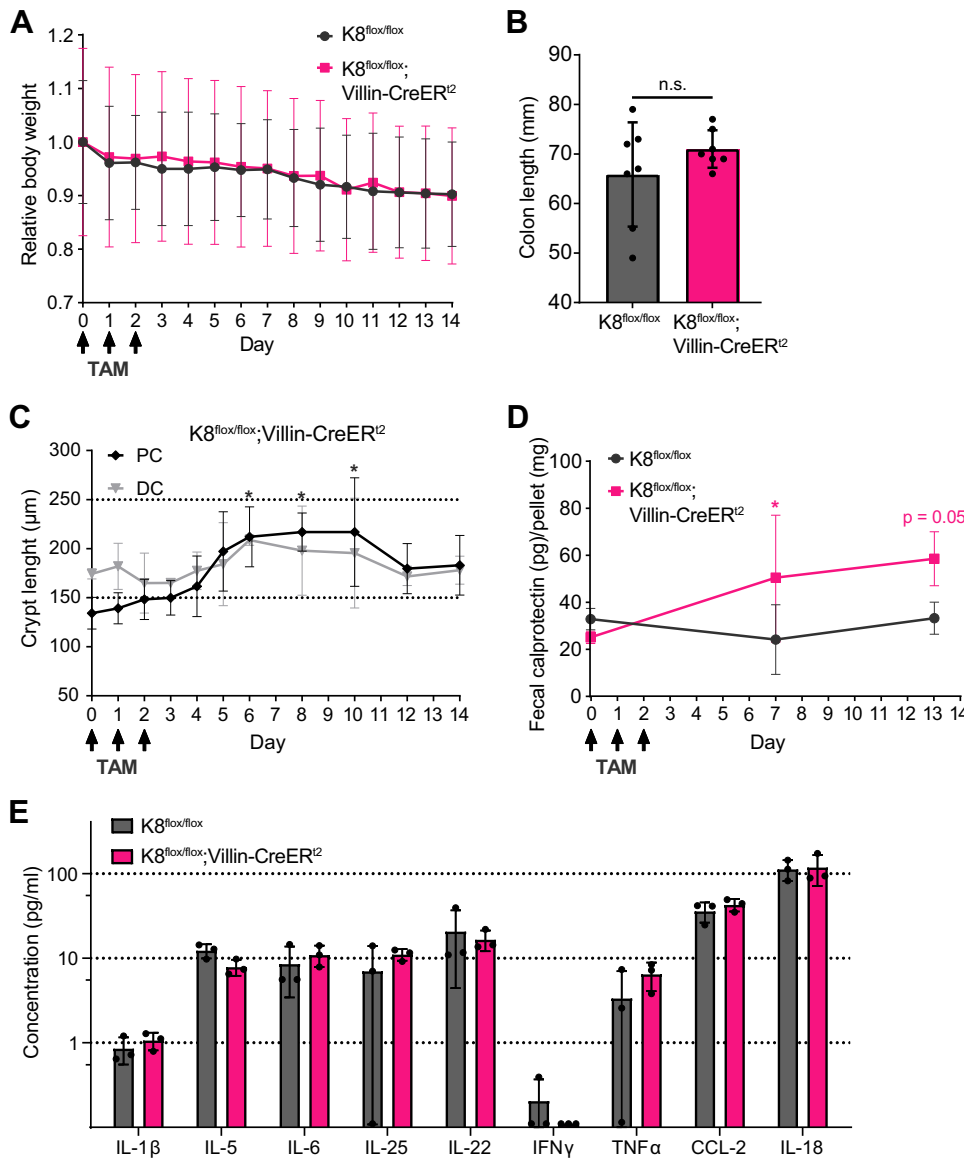 A
K8flox/flox
K8flox/flox;
Villin-CreERt2
Relative body weight
1.2
1.1
1.0
0.9
0.8
0.7
0 1 2 3 4 5 6 7 8 9 10 11 12 13 14
Day
TAM
B
n.s.
Colon length (mm)
80
70
60
50
40
K8flox/flox
K8flox/flox;
Villin-CreERt2
C
K8flox/flox;Villin-CreERt2
PC
DC
Crypt lenght (µm)
300
250
200
150
100
50
* * *
0 1 2 3 4 5 6 7 8 9 10 11 12 13 14
Day
TAM
D
K8flox/flox
K8flox/flox;
Villin-CreERt2
Fecal calprotectin (pg)/pellet (mg)
100
80
60
40
20
0
*
p = 0.05
0 1 2 3 4 5 6 7 8 9 10 11 12 13 14
Day
TAM
E
K8flox/flox
K8flox/flox;Villin-CreERt2
Concentration (pg/ml)
100
10
1
IL-1β IL-5 IL-6 IL-25 IL-22 IFNγ TNFα CCL-2 IL-18